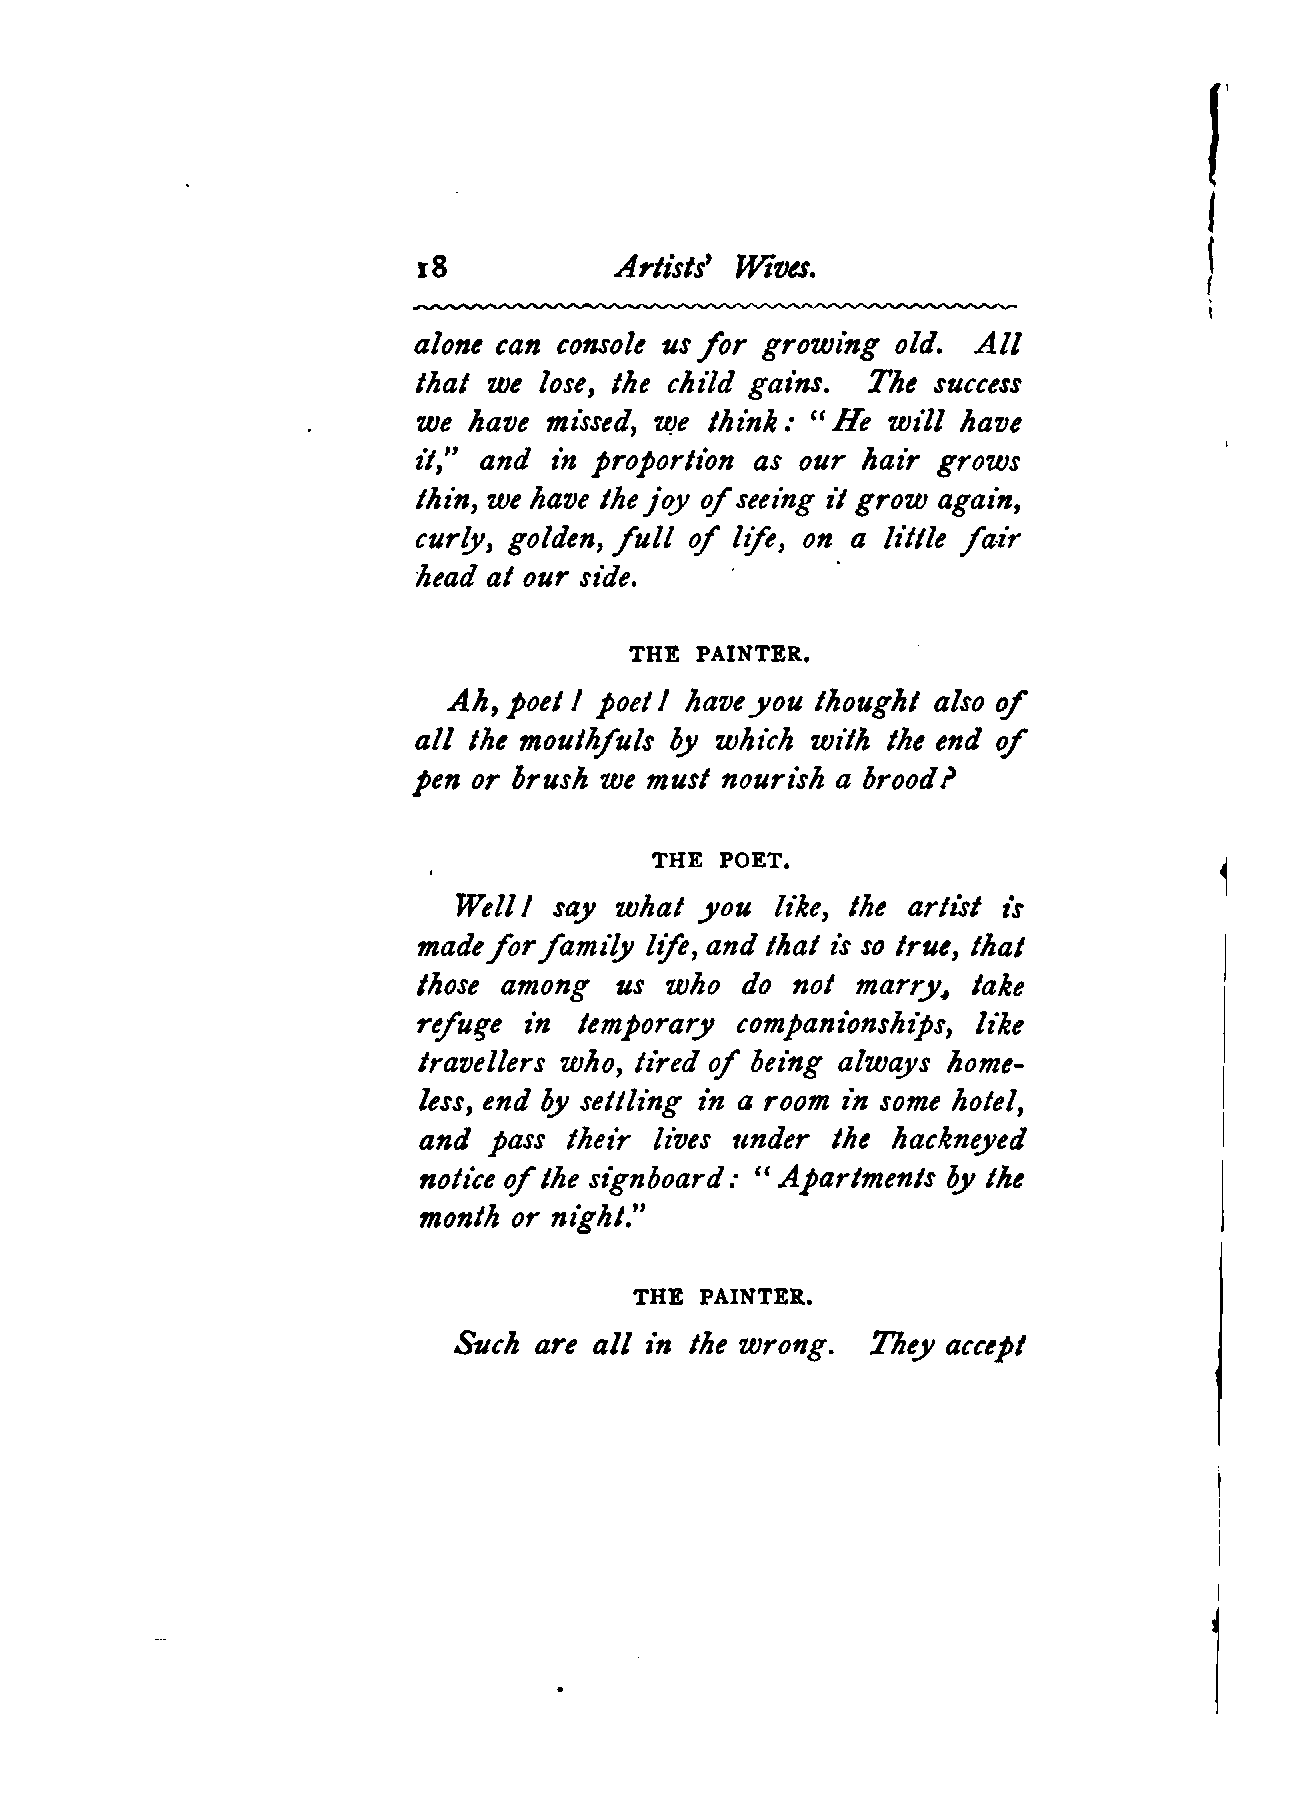 18 Artists' Wives.
alone can console us for growing old. All
that we lose, the child gains. The success
we have missed, we think: "He will have
it," and in proportion as our hair grows
thin, we have the joy of seeing it grow again,
curly, golden, full of life, on a little fair
head at our side.
THE PAINTER.
Ah, poet! poet! have you thought also of
all the mouthfuls by which with the end of
pen or brush we must nourish a brood?
THE POET.
Well! say what you like, the artist is
made for family life, and that is so true, that
those among us who do not marry, take
refuge in temporary companionships, like
travellers who, tired of being always home-
less, end by settling in a room in some hotel,
and pass their lives under the hackneyed
notice of the signboard: "Apartments by the
month or night."
THE PAINTER.
Such are all in the wrong. They accept